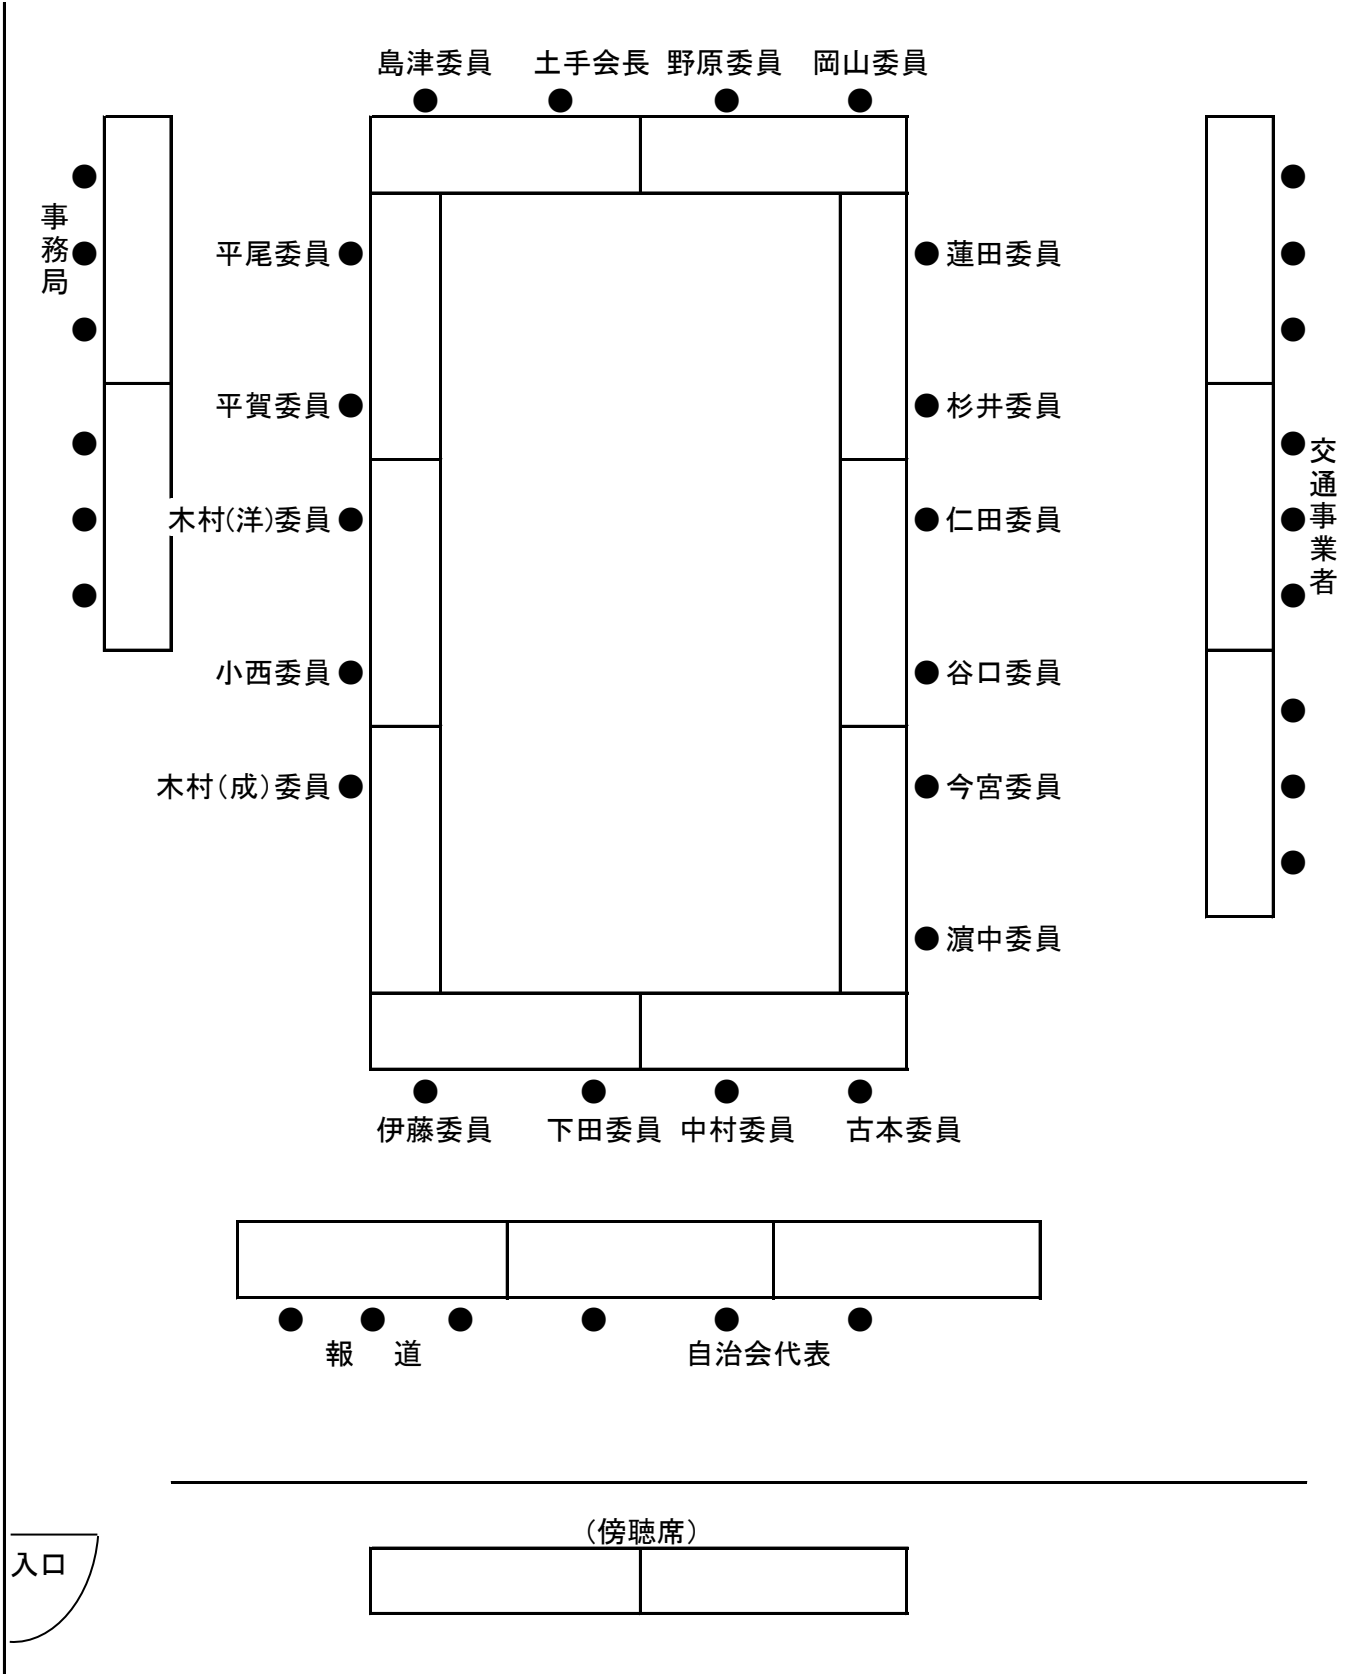 島津委員 土手会長 野原委員 岡山委員
事務局
平尾委員 蓮田委員
平賀委員 杉井委員
交通事業者
木村(洋)委員 仁田委員
小西委員 谷口委員
木村(成)委員 今宮委員
濵中委員
伊藤委員 下田委員 中村委員 古本委員
報 道 自治会代表
(傍聴席)
入口